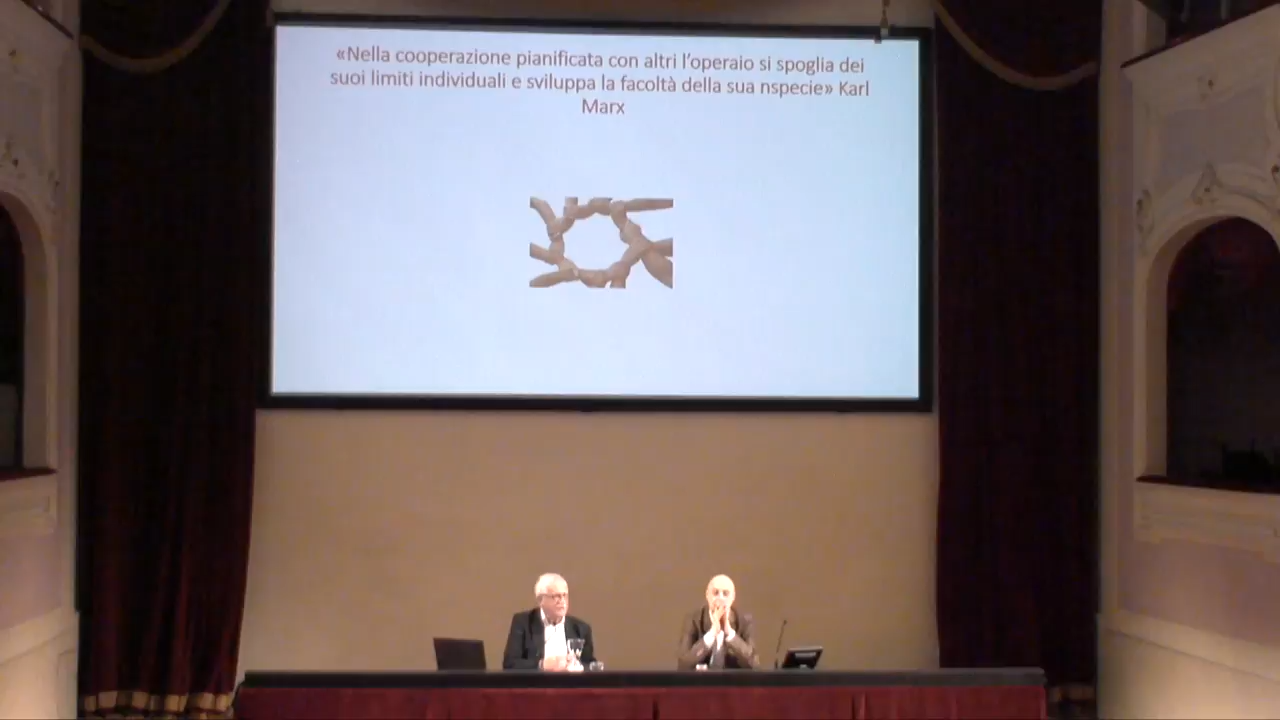 «Nella cooperazione pianificata con altri l’operaio si spoglia dei
suoi limiti individuali e sviluppa la facoltà della sua nspecie» Karl
Marx